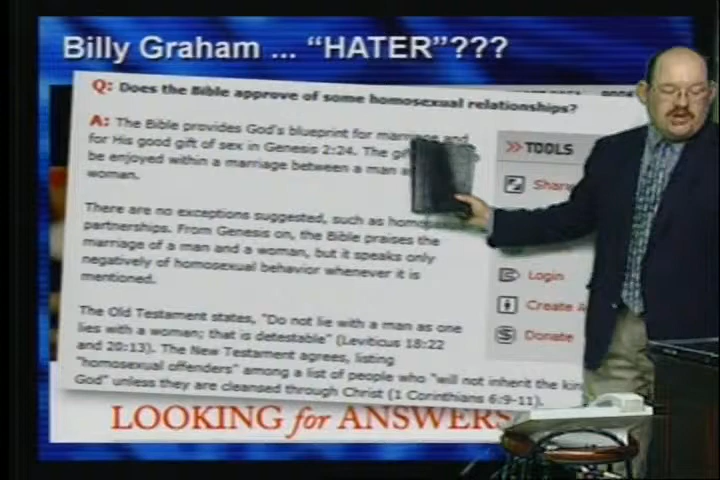 Billy Graham ... “HATER”???
Q: Does the Bible approve of some homosexual relationships?
A: The Bible provides God's blueprint for marriage and
for His good gift of sex in Genesis 2:24. The
be enjoyed within a marriage between a man
woman.
There are no exceptions suggested, such as
partnerships. From Genesis on, the Bible praises the
marriage of a man and a woman, but it speaks only
negatively of homosexual behavior whenever it is
mentioned.
The Old Testament states, "Do not lie with a man as one
lies with a woman; that is detestable" (Leviticus 18:22
and 20:13). The New Testament agrees, listing
"homosexual offenders" among a list of people who "will not inherit the
God" unless they are cleansed through Christ (1 Corinthians 6:9-11).
>> TOOLS
Login
Create
Donate
LOOKING for ANSWERS